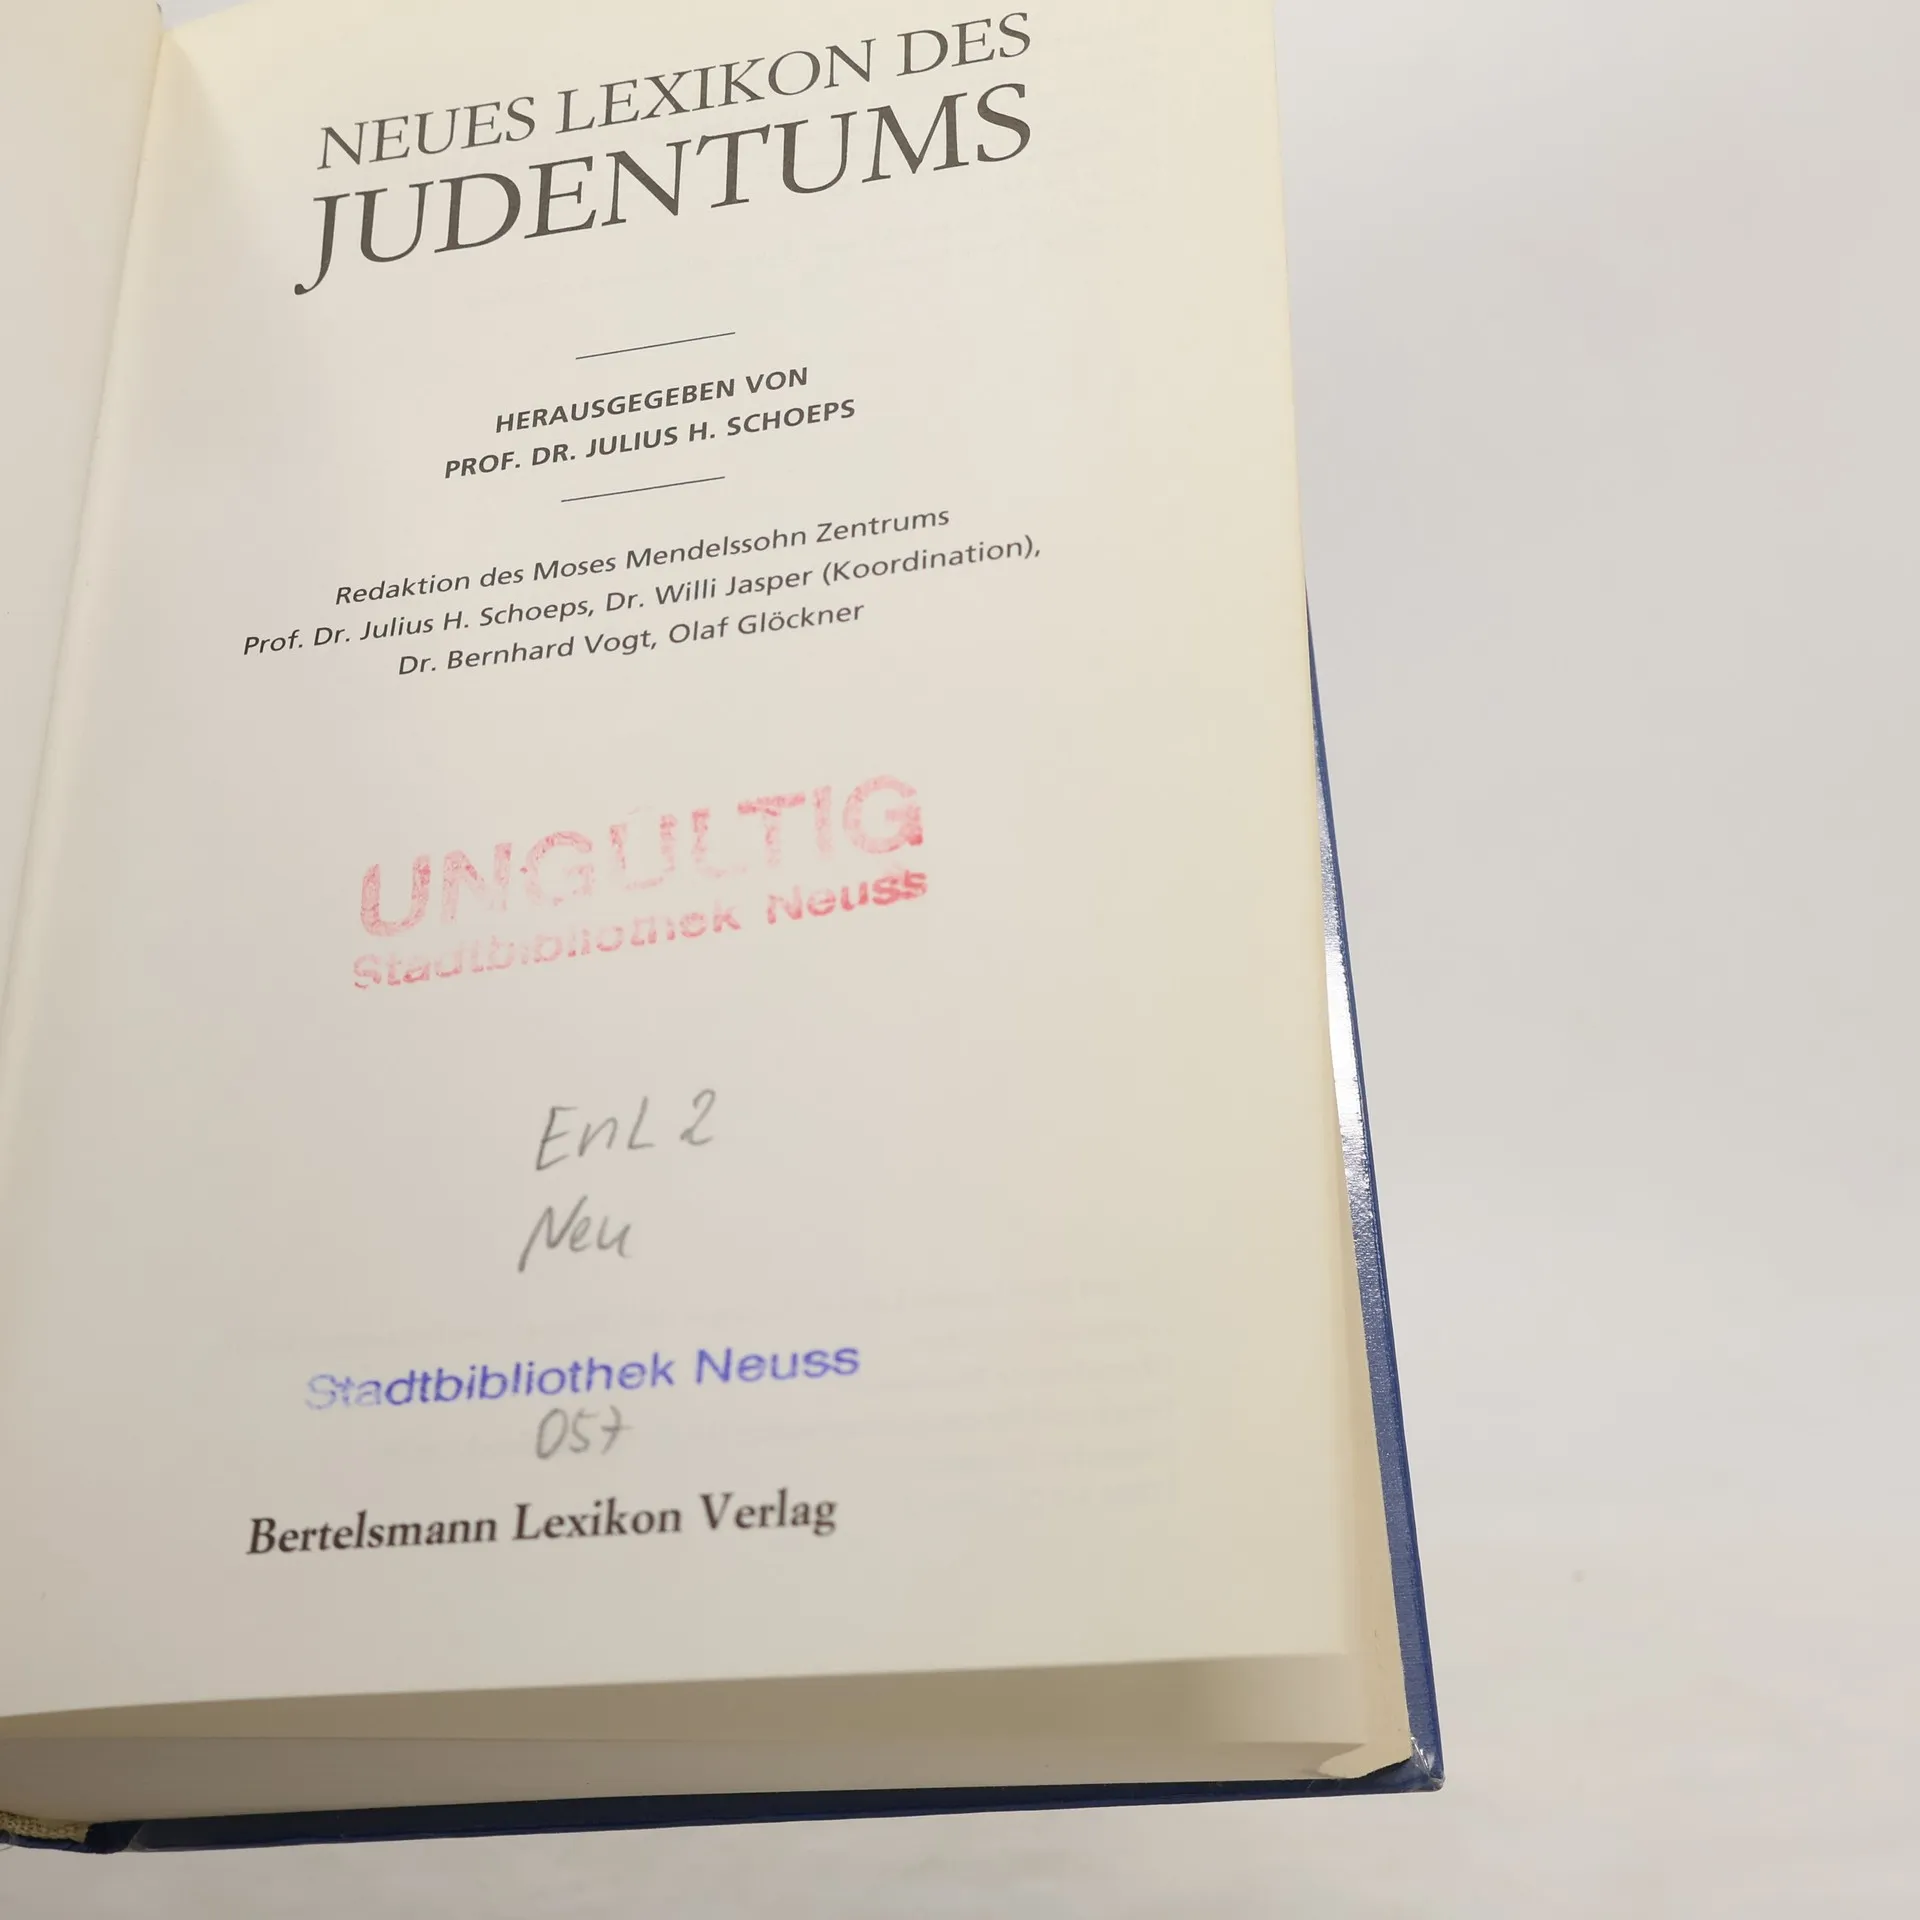 NEUES LEXIKON DES
JUDENTUMS
HERAUSGEGEBEN VON
PROF. DR. JULIUS H. SCHOEPS
Redaktion des Moses Mendelssohn Zentrums
Prof. Dr. Julius H. Schoeps, Dr. Willi Jasper (Koordination),
Dr. Bernhard Vogt, Olaf Glöckner
UNGÜLTIG
Stadtbibliothek Neuss
EnL 2
Neu
Stadtbibliothek Neuss
057
Bertelsmann Lexikon Verlag